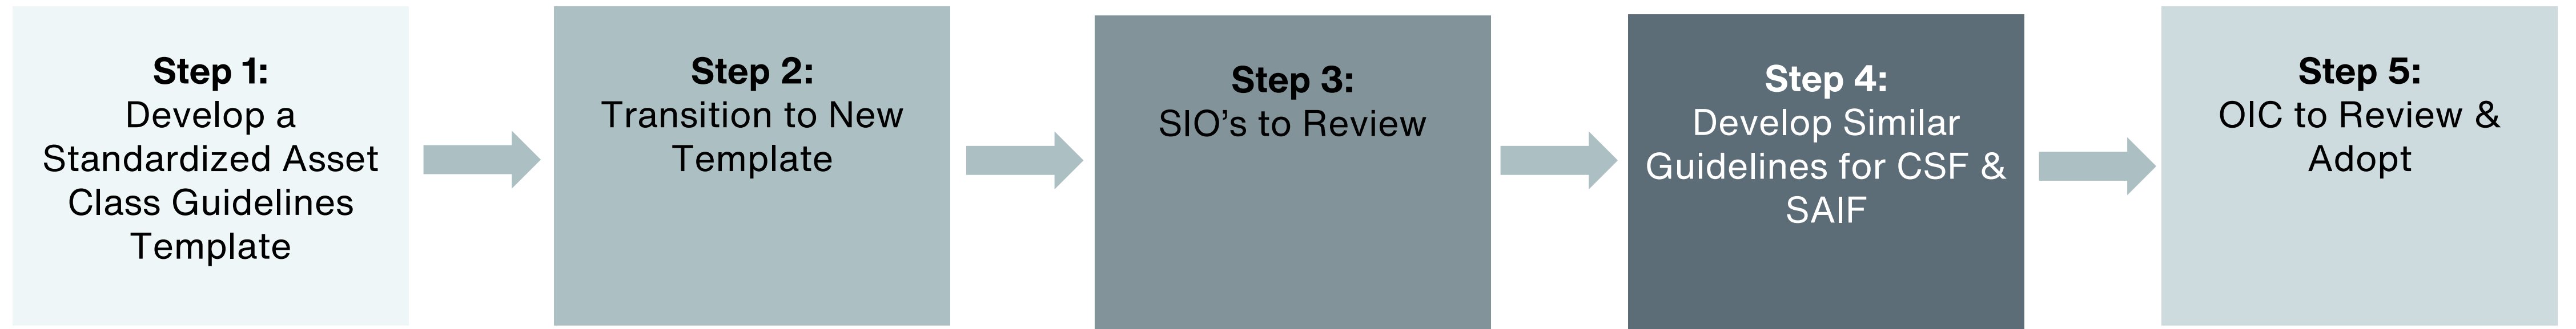 Step 1:
Develop a
Standardized Asset
Class Guidelines
Template
Step 2:
Transition to New
Template
Step 3:
SIO’s to Review
Step 4:
Develop Similar
Guidelines for CSF &
SAIF
Step 5:
OIC to Review &
Adopt